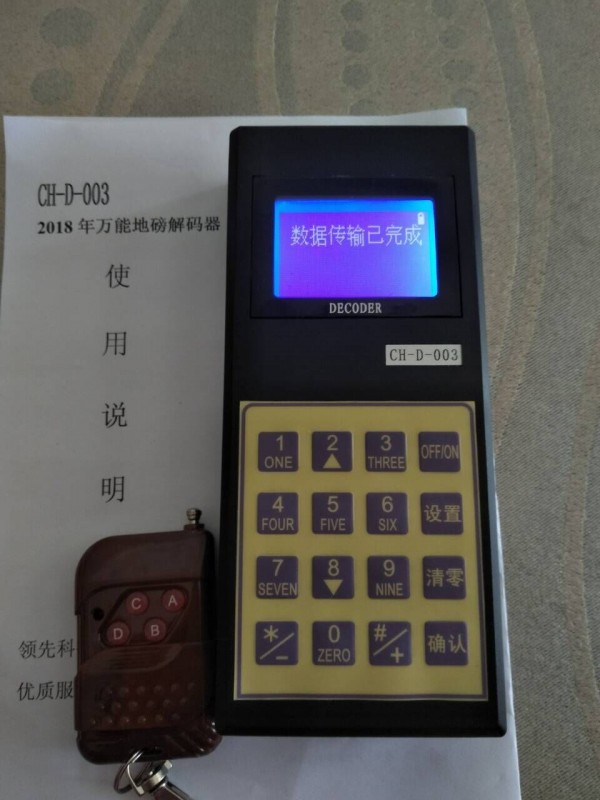 CH-D-003
2018年万能地磅解码器
使
用
说
明
领先科
优质服
数据传输已完成
DECODER
CH-D-003
1 2 3 OFF/ON
ONE ▲ THREE
4 5 6 设置
FOUR FIVE SIX
7 8 9 清零
SEVEN ▼ NINE
*/- 0 #/+ 确认
ZERO
C A
D B